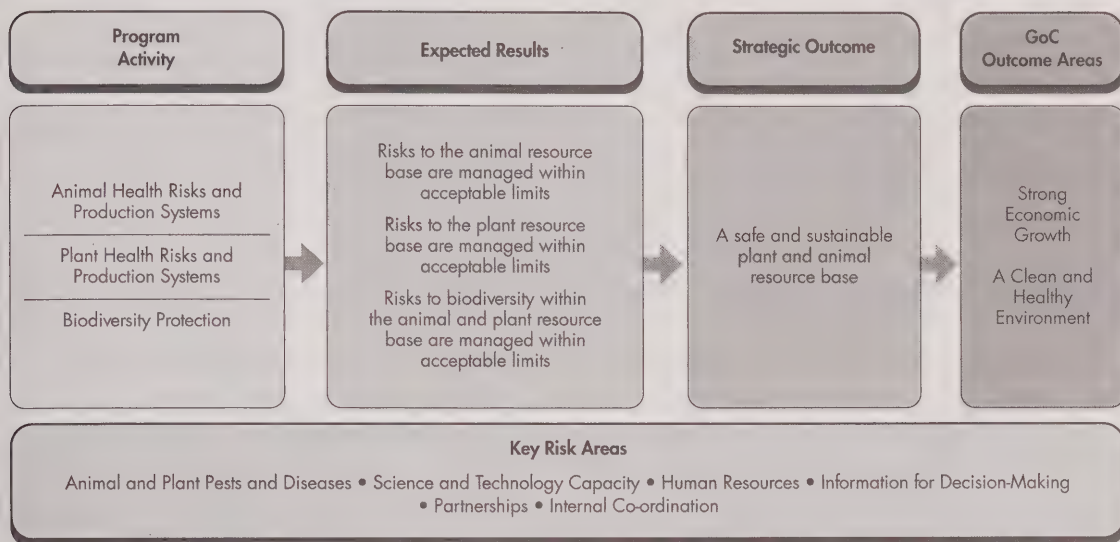 Program
Activity
Expected Results
Strategic Outcome
GoC
Outcome Areas
Animal Health Risks and
Production Systems
Plant Health Risks and
Production Systems
Biodiversity Protection
Risks to the animal resource
base are managed within
acceptable limits
Risks to the plant resource
base are managed within
acceptable limits
Risks to biodiversity within
the animal and plant resource
base are managed within
acceptable limits
A safe and sustainable
plant and animal
resource base
Strong
Economic
Growth
A Clean and
Healthy
Environment
Key Risk Areas
Animal and Plant Pests and Diseases • Science and Technology Capacity • Human Resources • Information for Decision-Making
• Partnerships • Internal Co-ordination